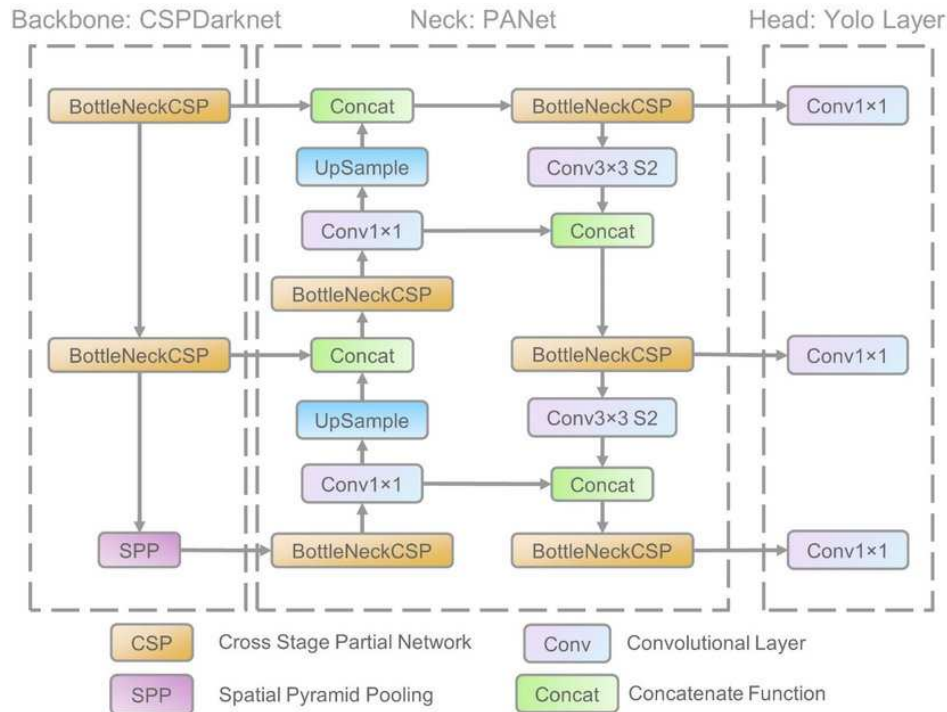 Backbone: CSPDarknet Neck: PANet Head: Yolo Layer
BottleNeckCSP Concat BottleNeckCSP Conv1×1
UpSample Conv3×3 S2
Conv1×1 Concat
BottleNeckCSP
BottleNeckCSP Concat BottleNeckCSP Conv1×1
UpSample Conv3×3 S2
Conv1×1 Concat
SPP BottleNeckCSP BottleNeckCSP Conv1×1
CSP Cross Stage Partial Network Conv Convolutional Layer
SPP Spatial Pyramid Pooling Concat Concatenate Function